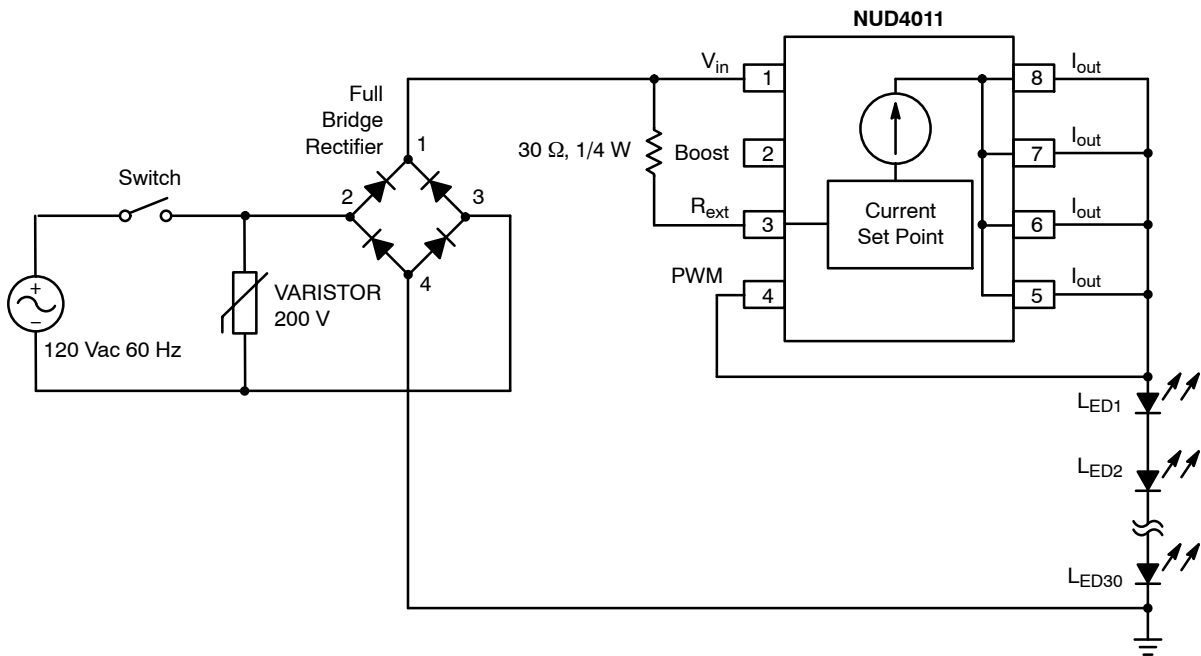 NUD4011
Full
Bridge
Rectifier
Switch
1
2
3
4
+
−
120 Vac 60 Hz
VARISTOR
200 V
30 Ω, 1/4 W
Vin
1
Boost
2
Rext
3
PWM
4
Current
Set Point
8
Iout
7
Iout
6
Iout
5
Iout
LED1
LED2
LED30